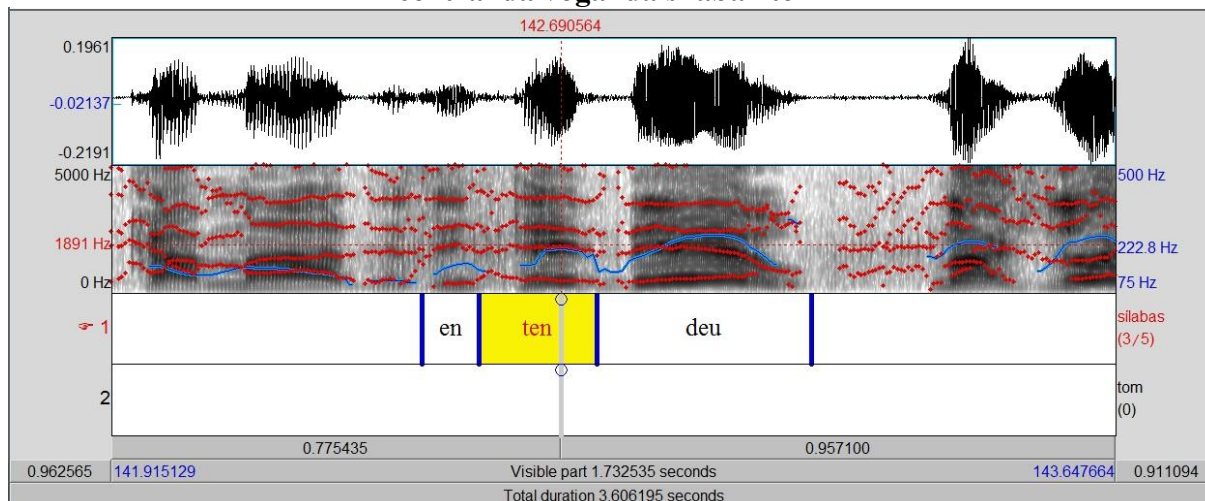 142.690564
0.1961
-0.02137
-0.2191
5000 Hz
500 Hz
1891 Hz
222.8 Hz
0 Hz
75 Hz
☞ 1
en
ten
deu
sílabas
(3/5)
2
tom
(0)
0.775435
0.957100
0.962565
141.915129
Visible part 1.732535 seconds
143.647664
0.911094
Total duration 3.606195 seconds